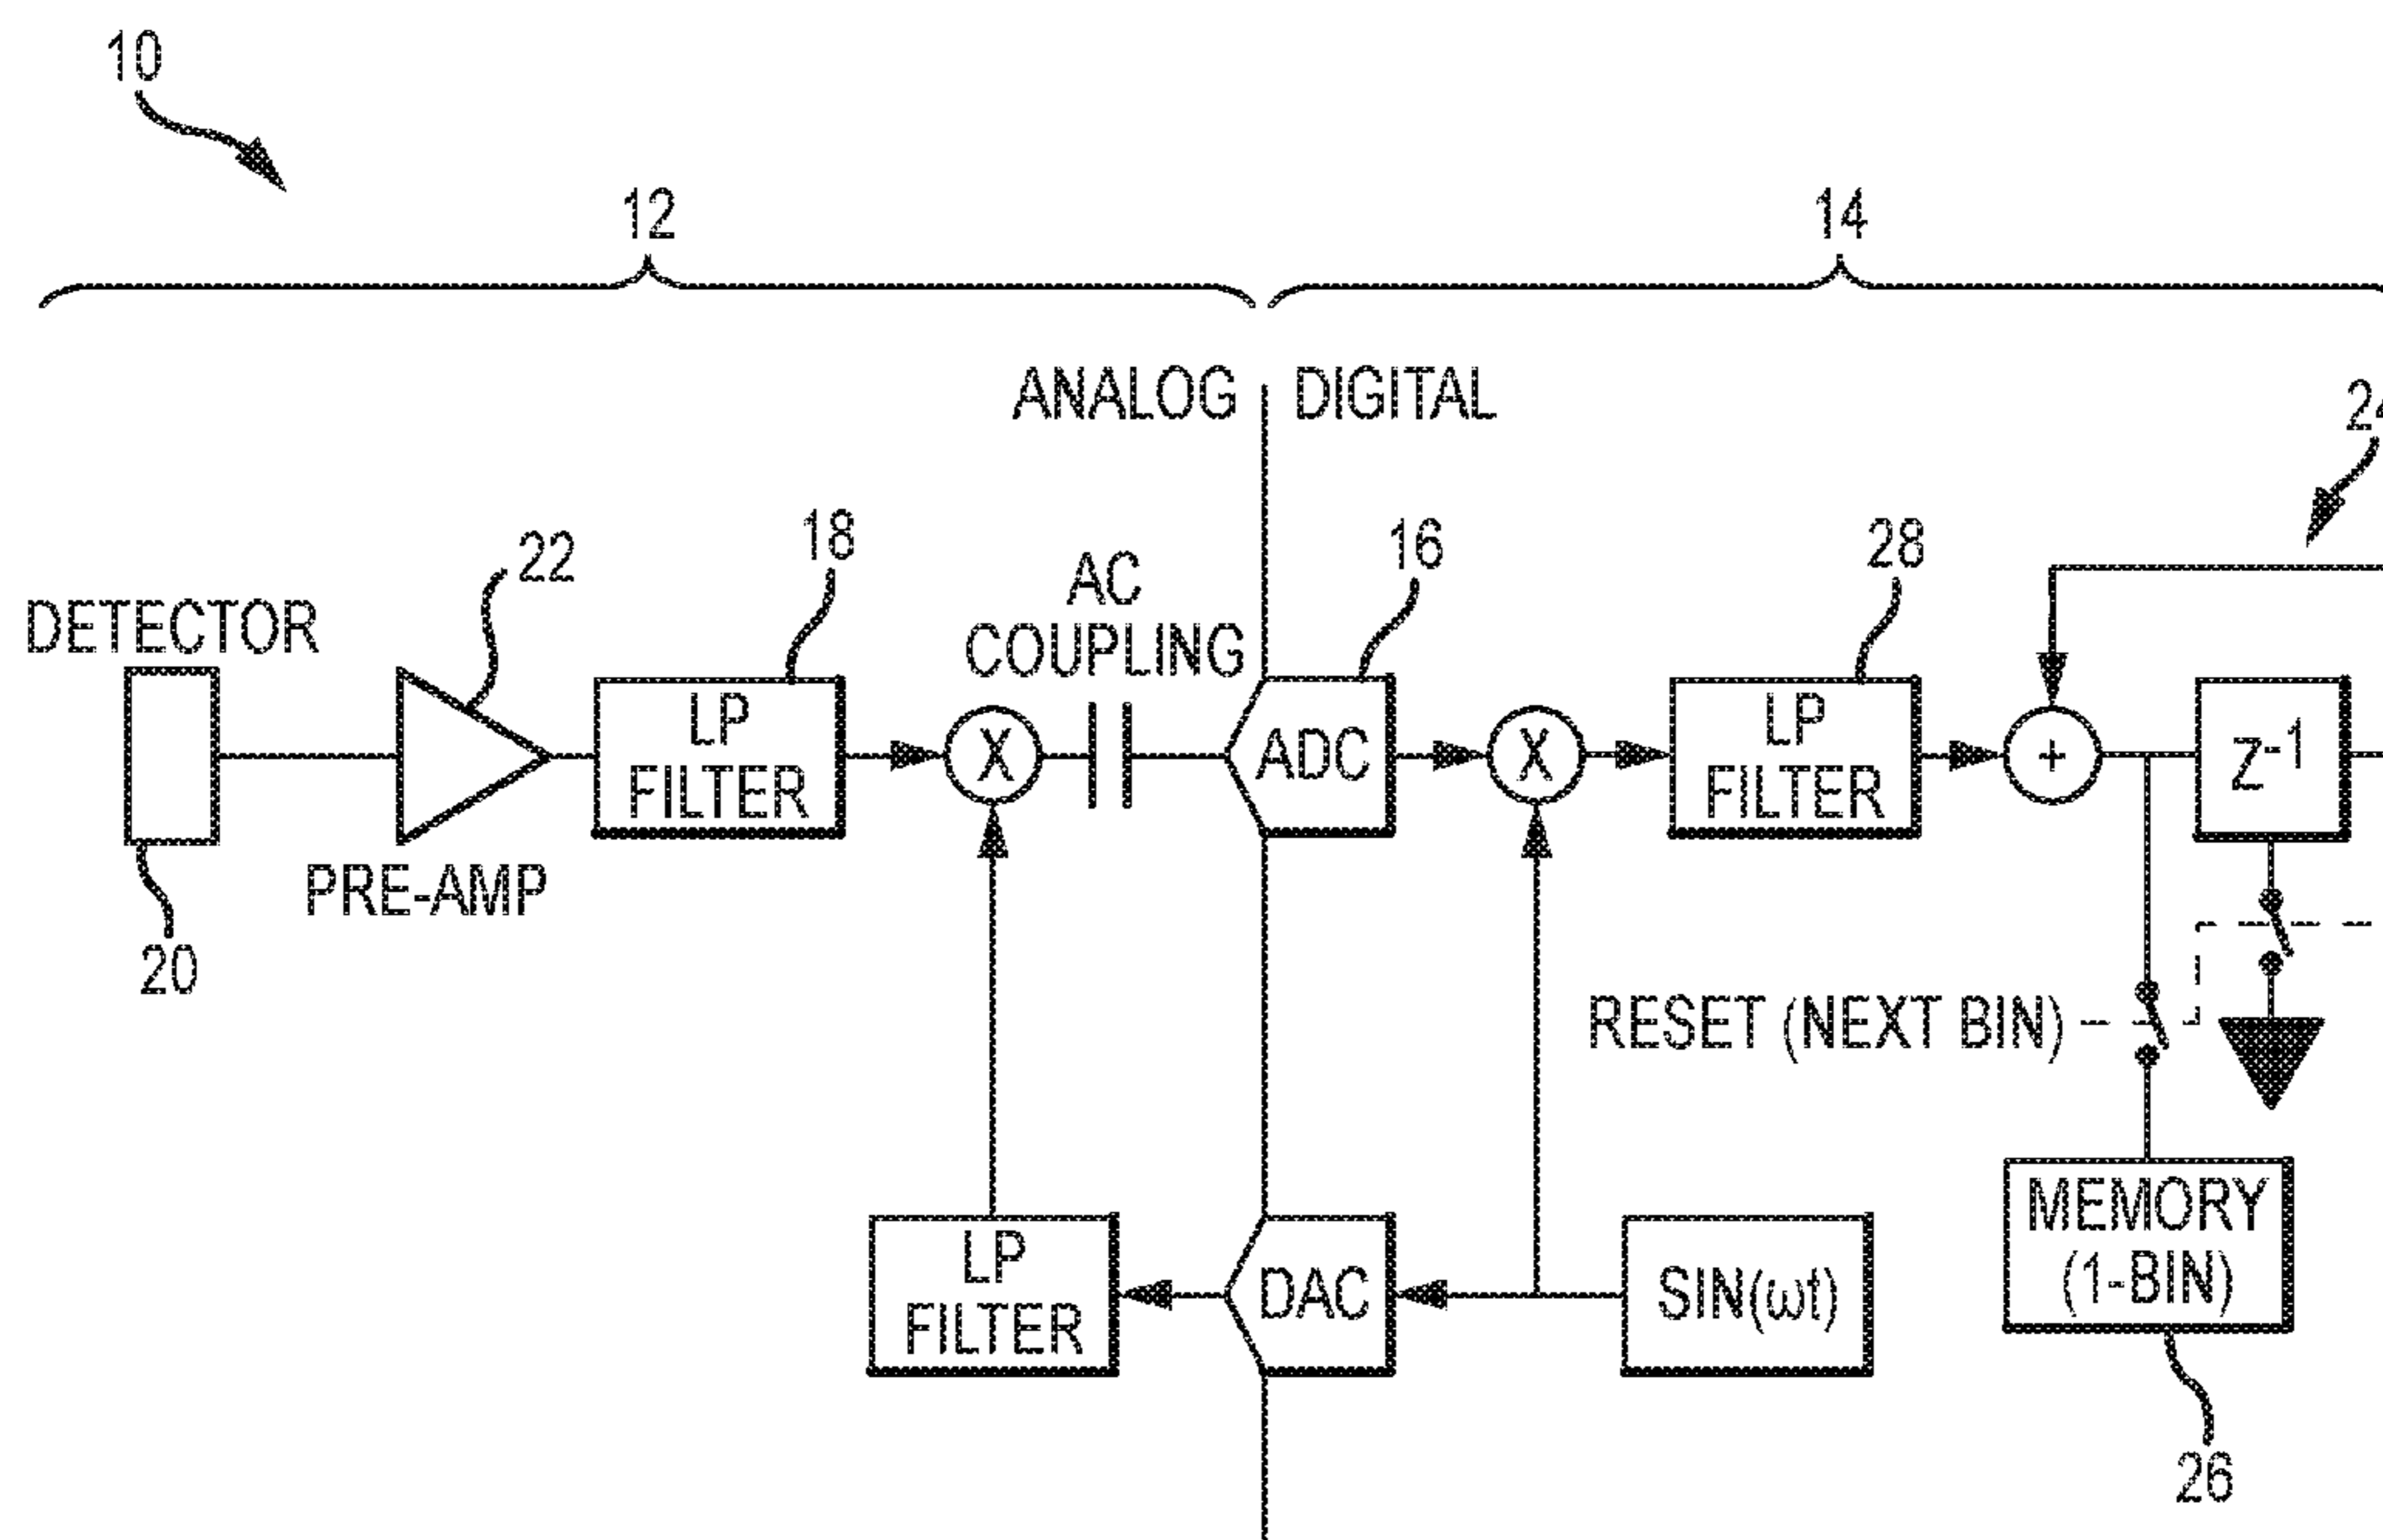 10
12
14
ANALOG
DIGITAL
24
22
18
AC
COUPLING
16
28
DETECTOR
LP
FILTER
X
ADC
X
LP
FILTER
+
Z-1
PRE-AMP
20
RESET (NEXT BIN)
LP
FILTER
DAC
SIN(ωt)
MEMORY
(1-BIN)
26